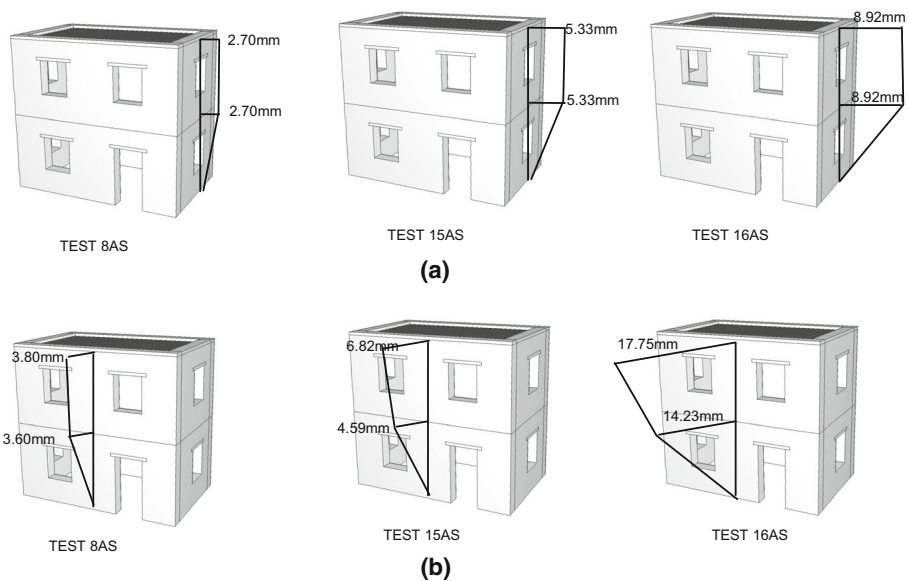 2.70mm
5.33mm
8.92mm
2.70mm
5.33mm
8.92mm
TEST 8AS
TEST 15AS
TEST 16AS
(a)
3.80mm
6.82mm
17.75mm
3.60mm
4.59mm
14.23mm
TEST 8AS
TEST 15AS
TEST 16AS
(b)